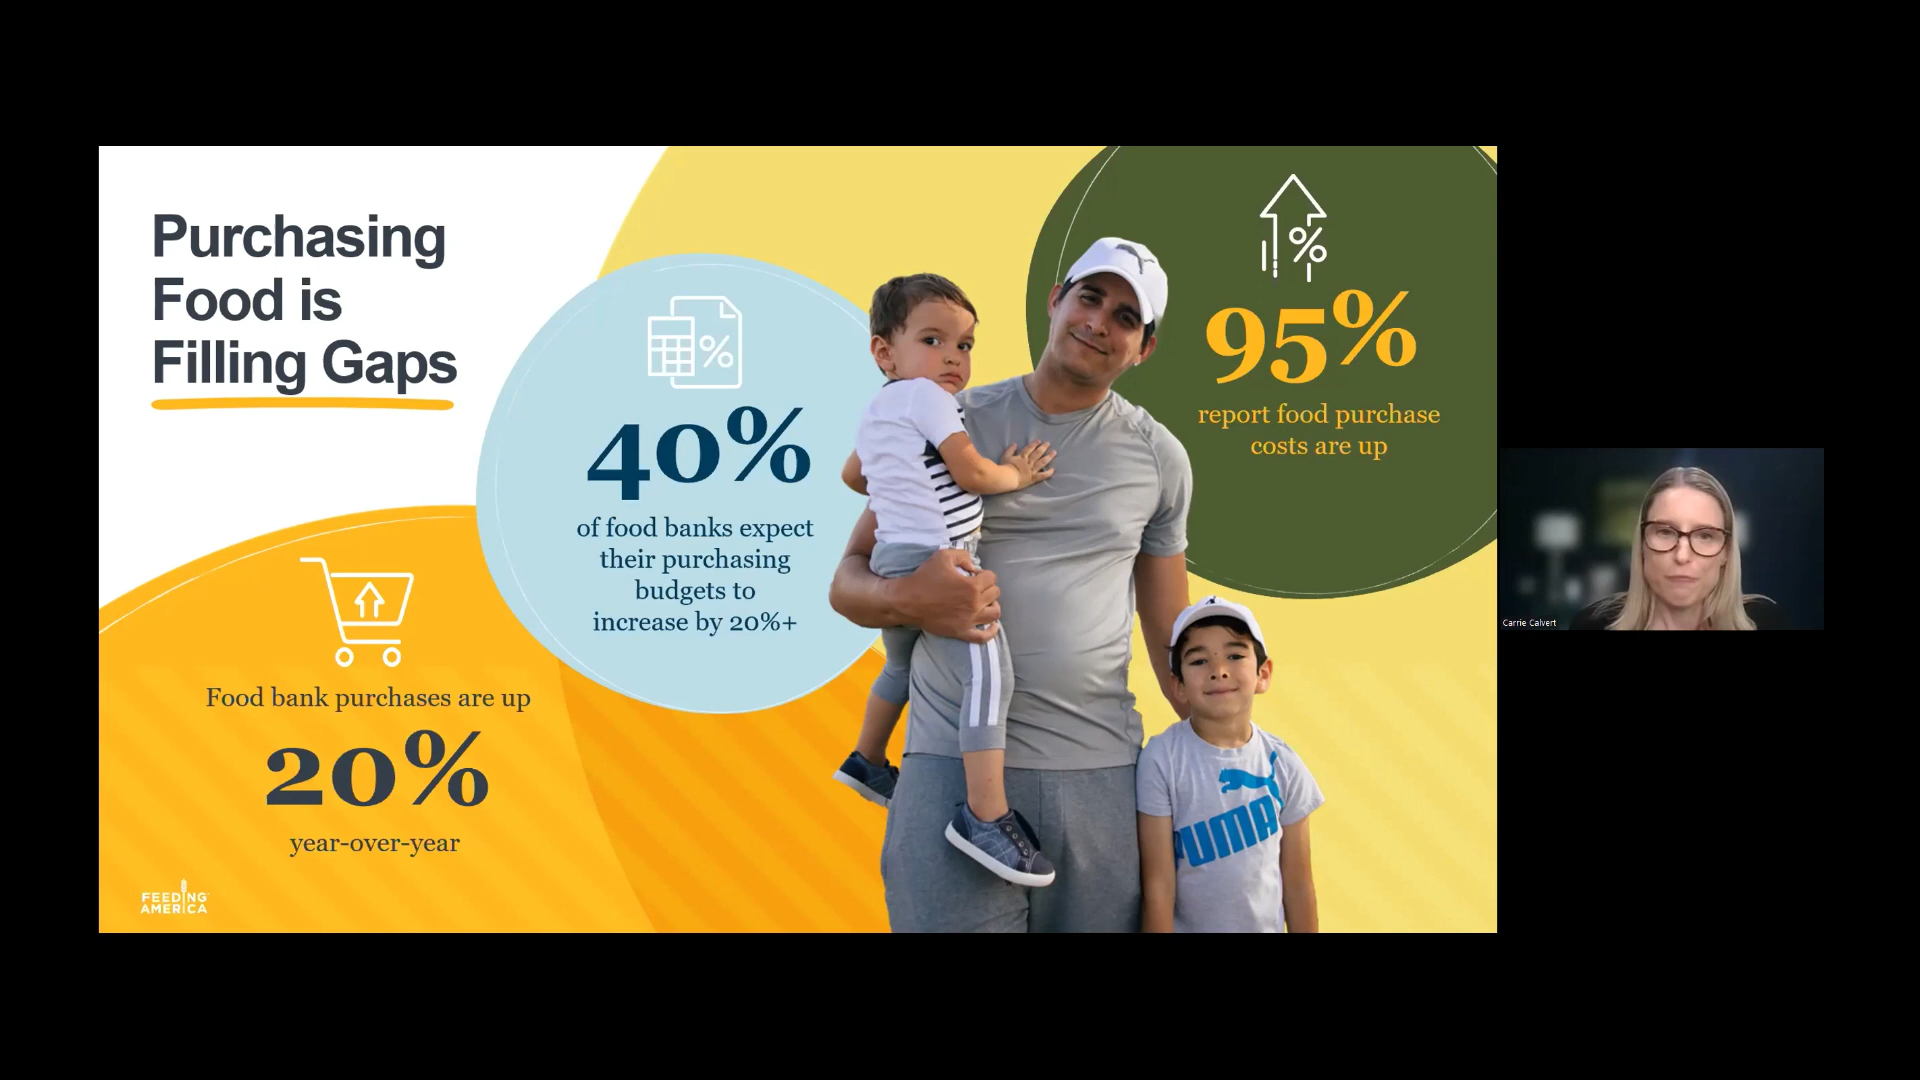 Purchasing
Food is
Filling Gaps
Food bank purchases are up
20%
year-over-year
FEEDING
AMERICA
%
40%
of food banks expect
their purchasing
budgets to
increase by 20%+
%
95%
report food purchase
costs are up
PUMA
Carrie Calvert